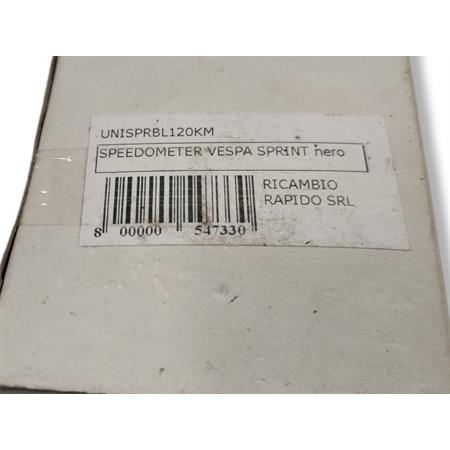 UNISPRBL120KM
SPEEDOMETER VESPA SPRINT nero
RICAMBIO
RAPIDO SRL
8 00000 547330